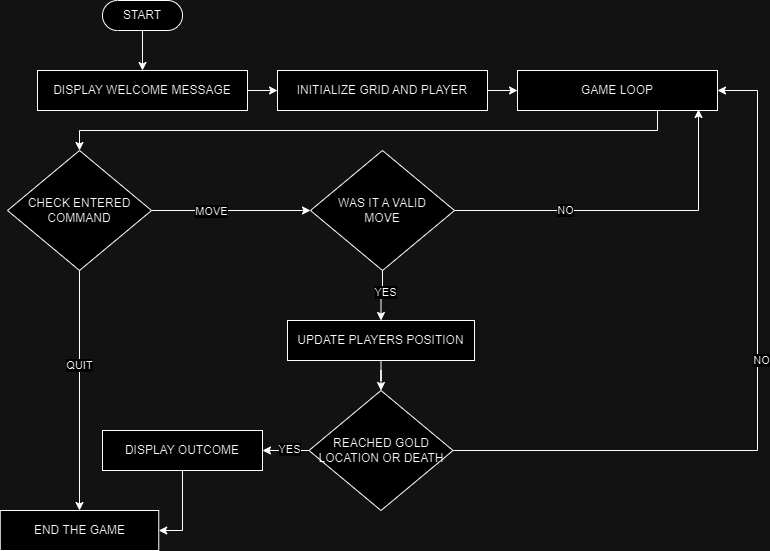 START
DISPLAY WELCOME MESSAGE
INITIALIZE GRID AND PLAYER
GAME LOOP
CHECK ENTERED
COMMAND
MOVE
WAS IT A VALID
MOVE
NO
YES
UPDATE PLAYERS POSITION
QUIT
NO
REACHED GOLD
LOCATION OR DEATH
YES
DISPLAY OUTCOME
END THE GAME